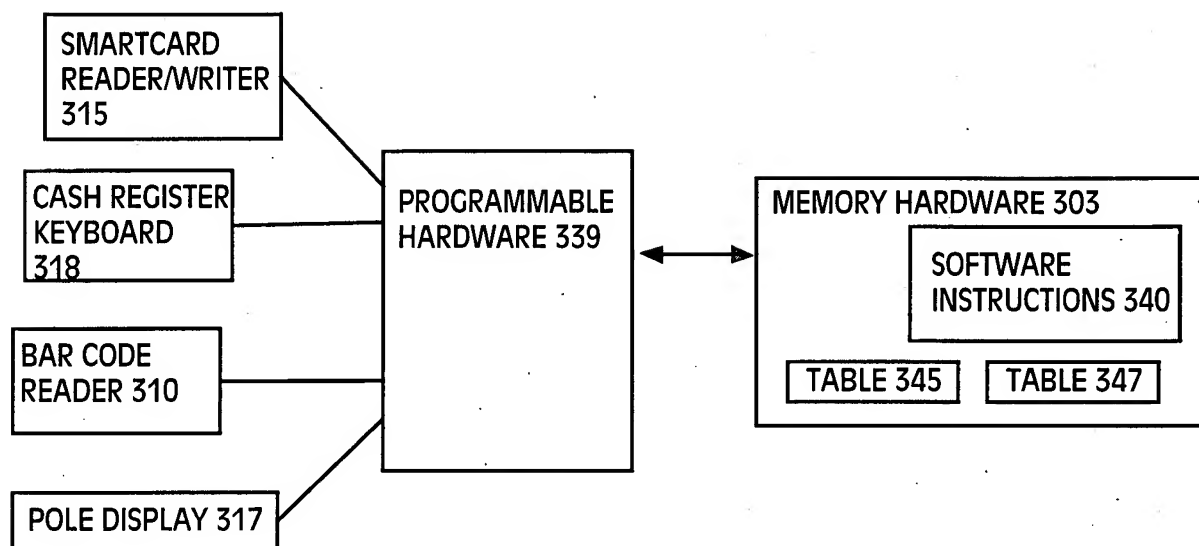 SMARTCARD
READER/WRITER
315
CASH REGISTER
KEYBOARD
318
BAR CODE
READER 310
POLE DISPLAY 317
PROGRAMMABLE
HARDWARE 339
MEMORY HARDWARE 303
SOFTWARE
INSTRUCTIONS 340
TABLE 345
TABLE 347